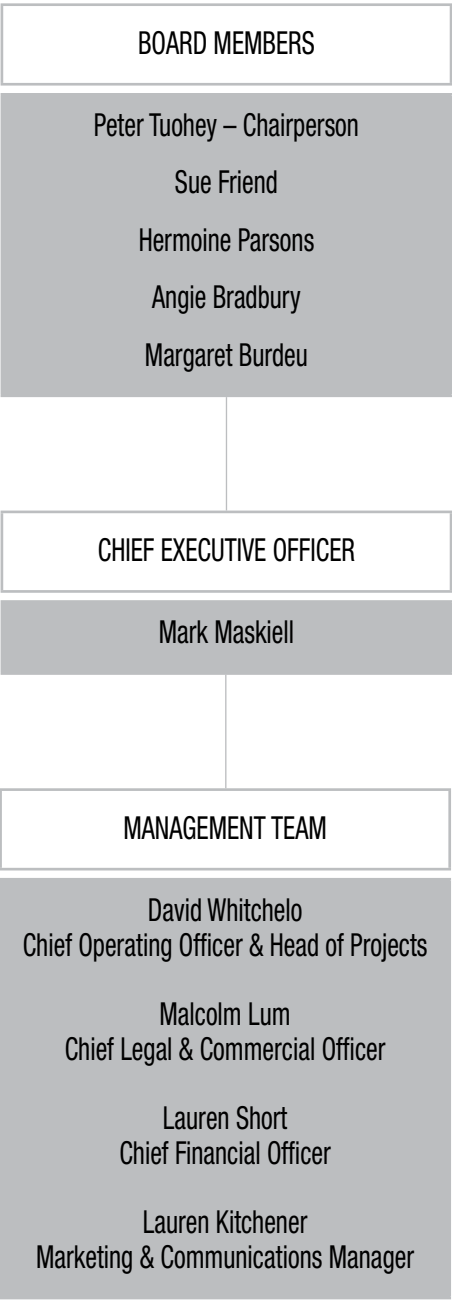 BOARD MEMBERS
Peter Tuohey – Chairperson
Sue Friend
Hermoine Parsons
Angie Bradbury
Margaret Burdeu
CHIEF EXECUTIVE OFFICER
Mark Maskiell
MANAGEMENT TEAM
David Whitchelo
Chief Operating Officer & Head of Projects
Malcolm Lum
Chief Legal & Commercial Officer
Lauren Short
Chief Financial Officer
Lauren Kitchener
Marketing & Communications Manager